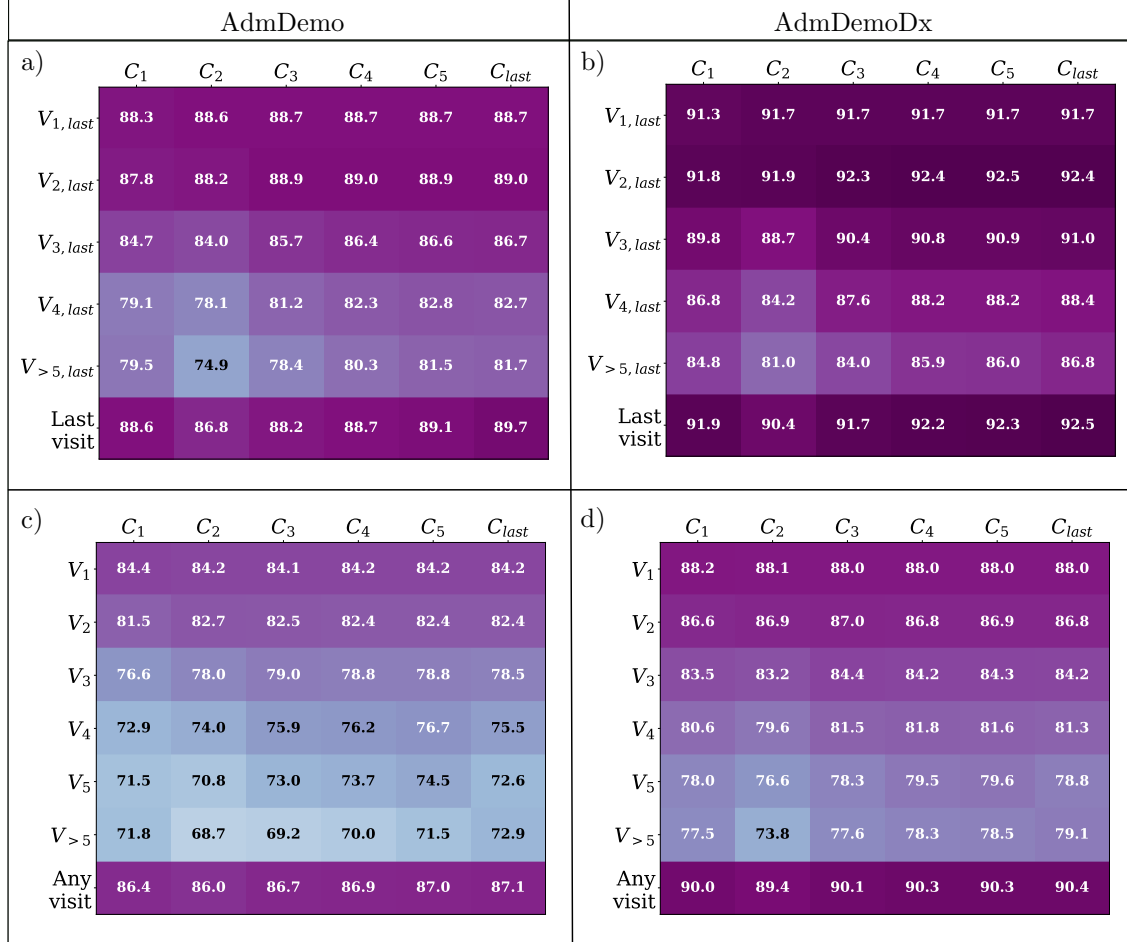 AdmDemo AdmDemoDx
a)
C1 C2 C3 C4 C5 Clast
V1,last 88.3 88.6 88.7 88.7 88.7 88.7
V2,last 87.8 88.2 88.9 89.0 88.9 89.0
V3,last 84.7 84.0 85.7 86.4 86.6 86.7
V4,last 79.1 78.1 81.2 82.3 82.8 82.7
V>5,last 79.5 74.9 78.4 80.3 81.5 81.7
Last
visit 88.6 86.8 88.2 88.7 89.1 89.7
b)
C1 C2 C3 C4 C5 Clast
V1,last 91.3 91.7 91.7 91.7 91.7 91.7
V2,last 91.8 91.9 92.3 92.4 92.5 92.4
V3,last 89.8 88.7 90.4 90.8 90.9 91.0
V4,last 86.8 84.2 87.6 88.2 88.2 88.4
V>5,last 84.8 81.0 84.0 85.9 86.0 86.8
Last
visit 91.9 90.4 91.7 92.2 92.3 92.5
c)
C1 C2 C3 C4 C5 Clast
V1 84.4 84.2 84.1 84.2 84.2 84.2
V2 81.5 82.7 82.5 82.4 82.4 82.4
V3 76.6 78.0 79.0 78.8 78.8 78.5
V4 72.9 74.0 75.9 76.2 76.7 75.5
V5 71.5 70.8 73.0 73.7 74.5 72.6
V>5 71.8 68.7 69.2 70.0 71.5 72.9
Any
visit 86.4 86.0 86.7 86.9 87.0 87.1
d)
C1 C2 C3 C4 C5 Clast
V1 88.2 88.1 88.0 88.0 88.0 88.0
V2 86.6 86.9 87.0 86.8 86.9 86.8
V3 83.5 83.2 84.4 84.2 84.3 84.2
V4 80.6 79.6 81.5 81.8 81.6 81.3
V5 78.0 76.6 78.3 79.5 79.6 78.8
V>5 77.5 73.8 77.6 78.3 78.5 79.1
Any
visit 90.0 89.4 90.1 90.3 90.3 90.4